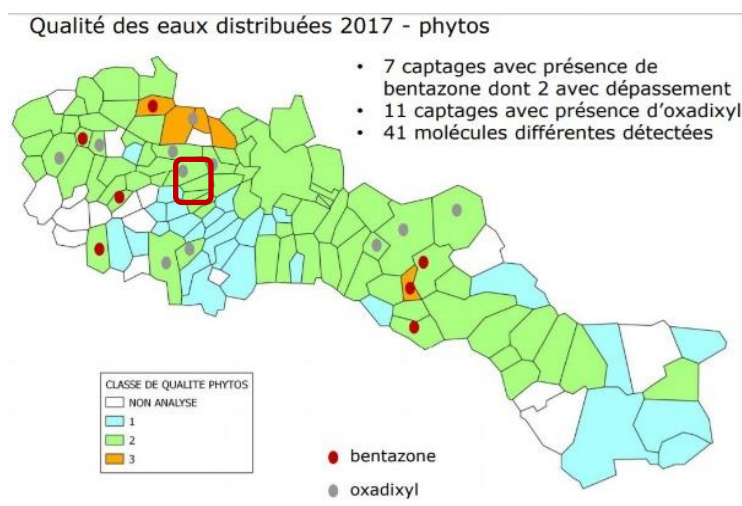 Qualité des eaux distribuées 2017 - phytos
• 7 captages avec présence de
bentazone dont 2 avec dépassement
• 11 captages avec présence d'oxadixyl
• 41 molécules différentes détectées
CLASSE DE QUALITE PHYTOS
NON ANALYSE
1
2
3
bentazone
oxadixyl